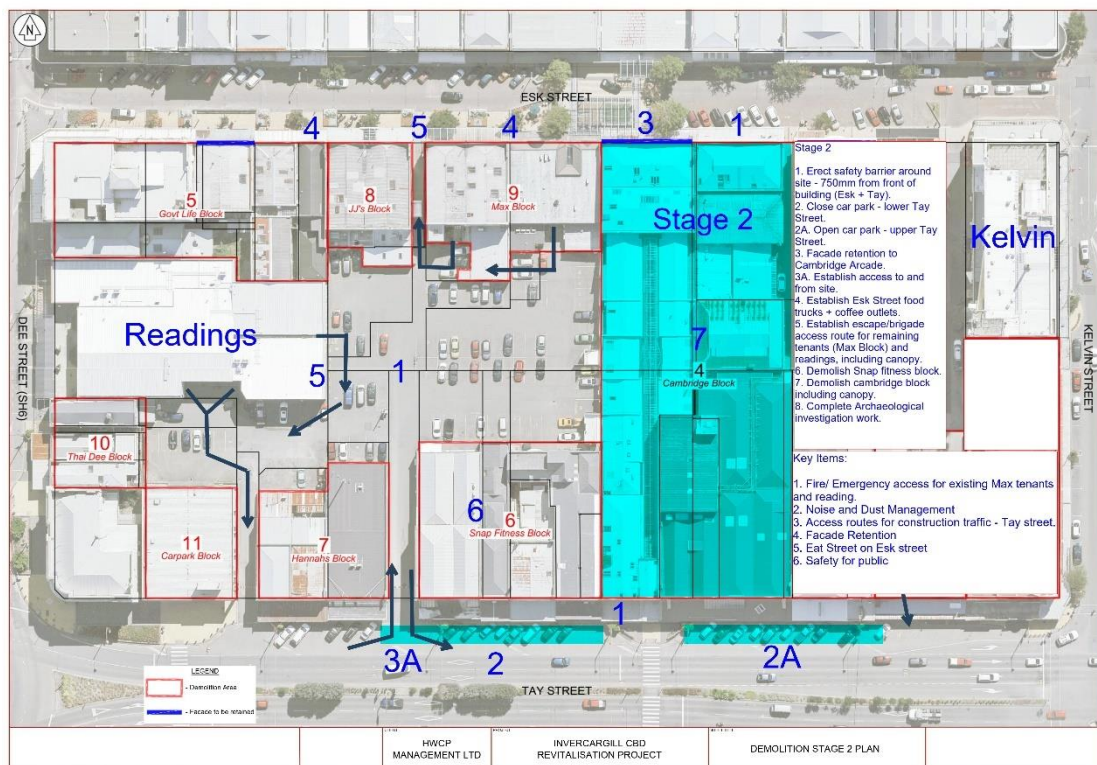 N
ESK STREET
4
5
4
3
1
5
Govt Life Block
8
JJ's Block
9
Max Block
Stage 2
Kelvin
Stage 2
1. Erect safety barrier around
site - 750mm from front of
building (Esk + Tay).
2. Close car park - lower Tay
Street.
2A. Open car park - upper Tay
Street.
3. Facade retention to
Cambridge Arcade.
3A. Establish access to and
from site.
4. Establish Esk Street food
trucks + coffee outlets.
5. Establish escape/brigade
access route for remaining
tenants (Max Block) and
readings, including canopy.
6. Demolish Snap fitness block.
7. Demolish cambridge block
including canopy.
8. Complete Archaeological
investigation work.
DEE STREET (SH6)
Readings
5
1
7
4
Cambridge Block
KELVIN STREET
10
Thai Dee Block
11
Carpark Block
7
Hannahs Block
6
6
Snap Fitness Block
Key Items:
1. Fire/ Emergency access for existing Max tenants
and reading.
2. Noise and Dust Management
3. Access routes for construction traffic - Tay street.
4. Facade Retention
5. Eat Street on Esk street
6. Safety for public
1
3A
2
2A
TAY STREET
LEGEND
- Demolition Area
- Facade to be retained
HWCP
MANAGEMENT LTD
INVERCARGILL CBD
REVITALISATION PROJECT
DEMOLITION STAGE 2 PLAN